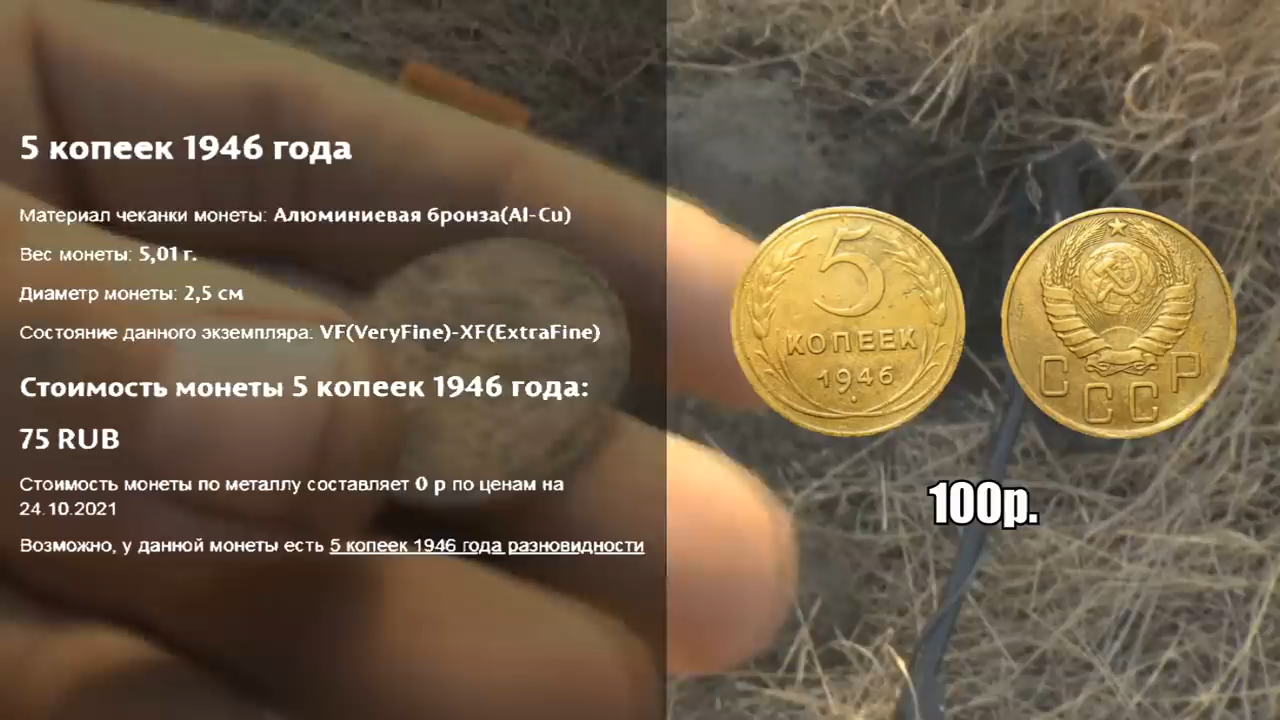 5 копеек 1946 года
Материал чеканки монеты: Алюминиевая бронза(Al-Cu)
Вес монеты: 5,01 г.
Диаметр монеты: 2,5 см
Состояние данного экземпляра: VF(VeryFine)-XF(ExtraFine)
Стоимость монеты 5 копеек 1946 года:
75 RUB
Стоимость монеты по металлу составляет 0 р по ценам на
24.10.2021
Возможно, у данной монеты есть 5 копеек 1946 года разновидности
5
КОПЕЕК
1946
С С С Р
100р.